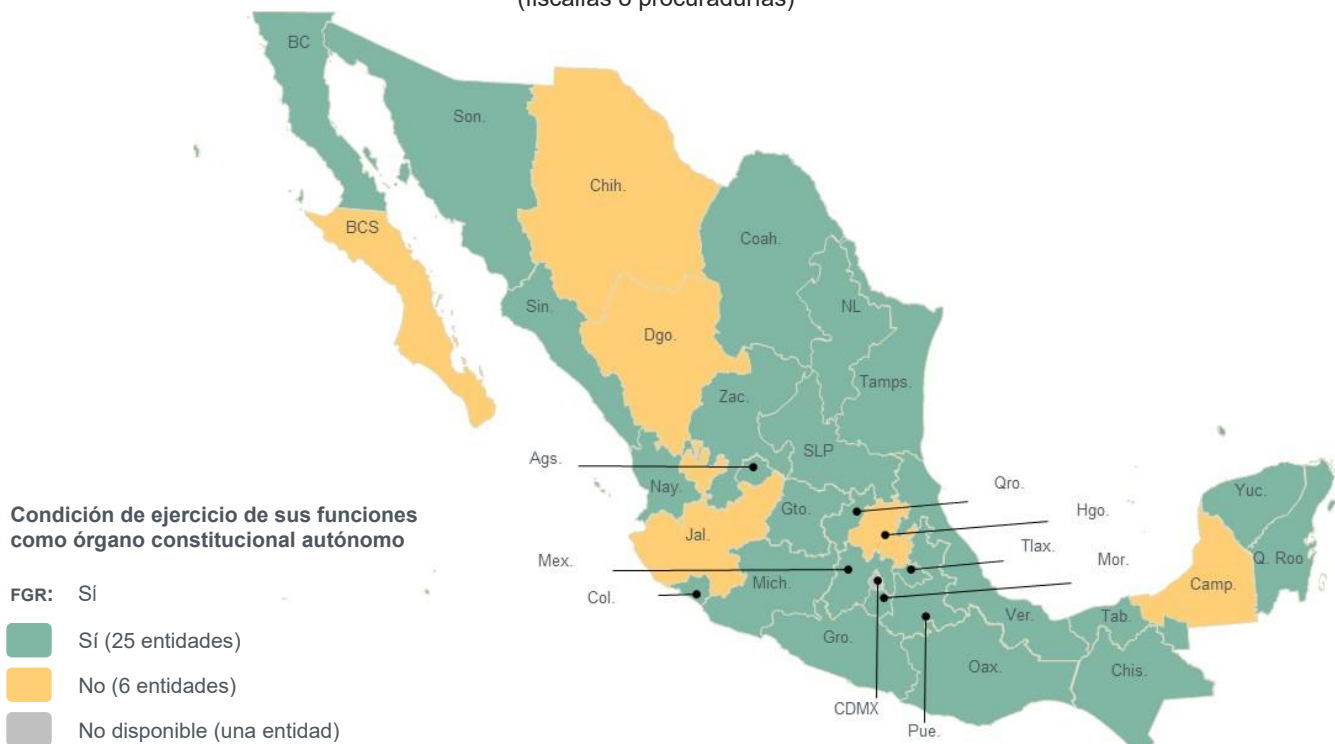 (fiscalías o procuradurías)
BC
Son.
Chih.
BCS
Coah.
Sin.
NL
Dgo.
Tamps.
Zac.
SLP
Ags.
Nay.
Gto.
Qro.
Yuc.
Hgo.
Jal.
Tlax.
Q. Roo
Mex.
Mor.
Mich.
Camp.
Col.
Ver.
Tab.
Gro.
Oax.
Chis.
CDMX
Pue.
Condición de ejercicio de sus funciones
como órgano constitucional autónomo
FGR: Sí
Sí (25 entidades)
No (6 entidades)
No disponible (una entidad)